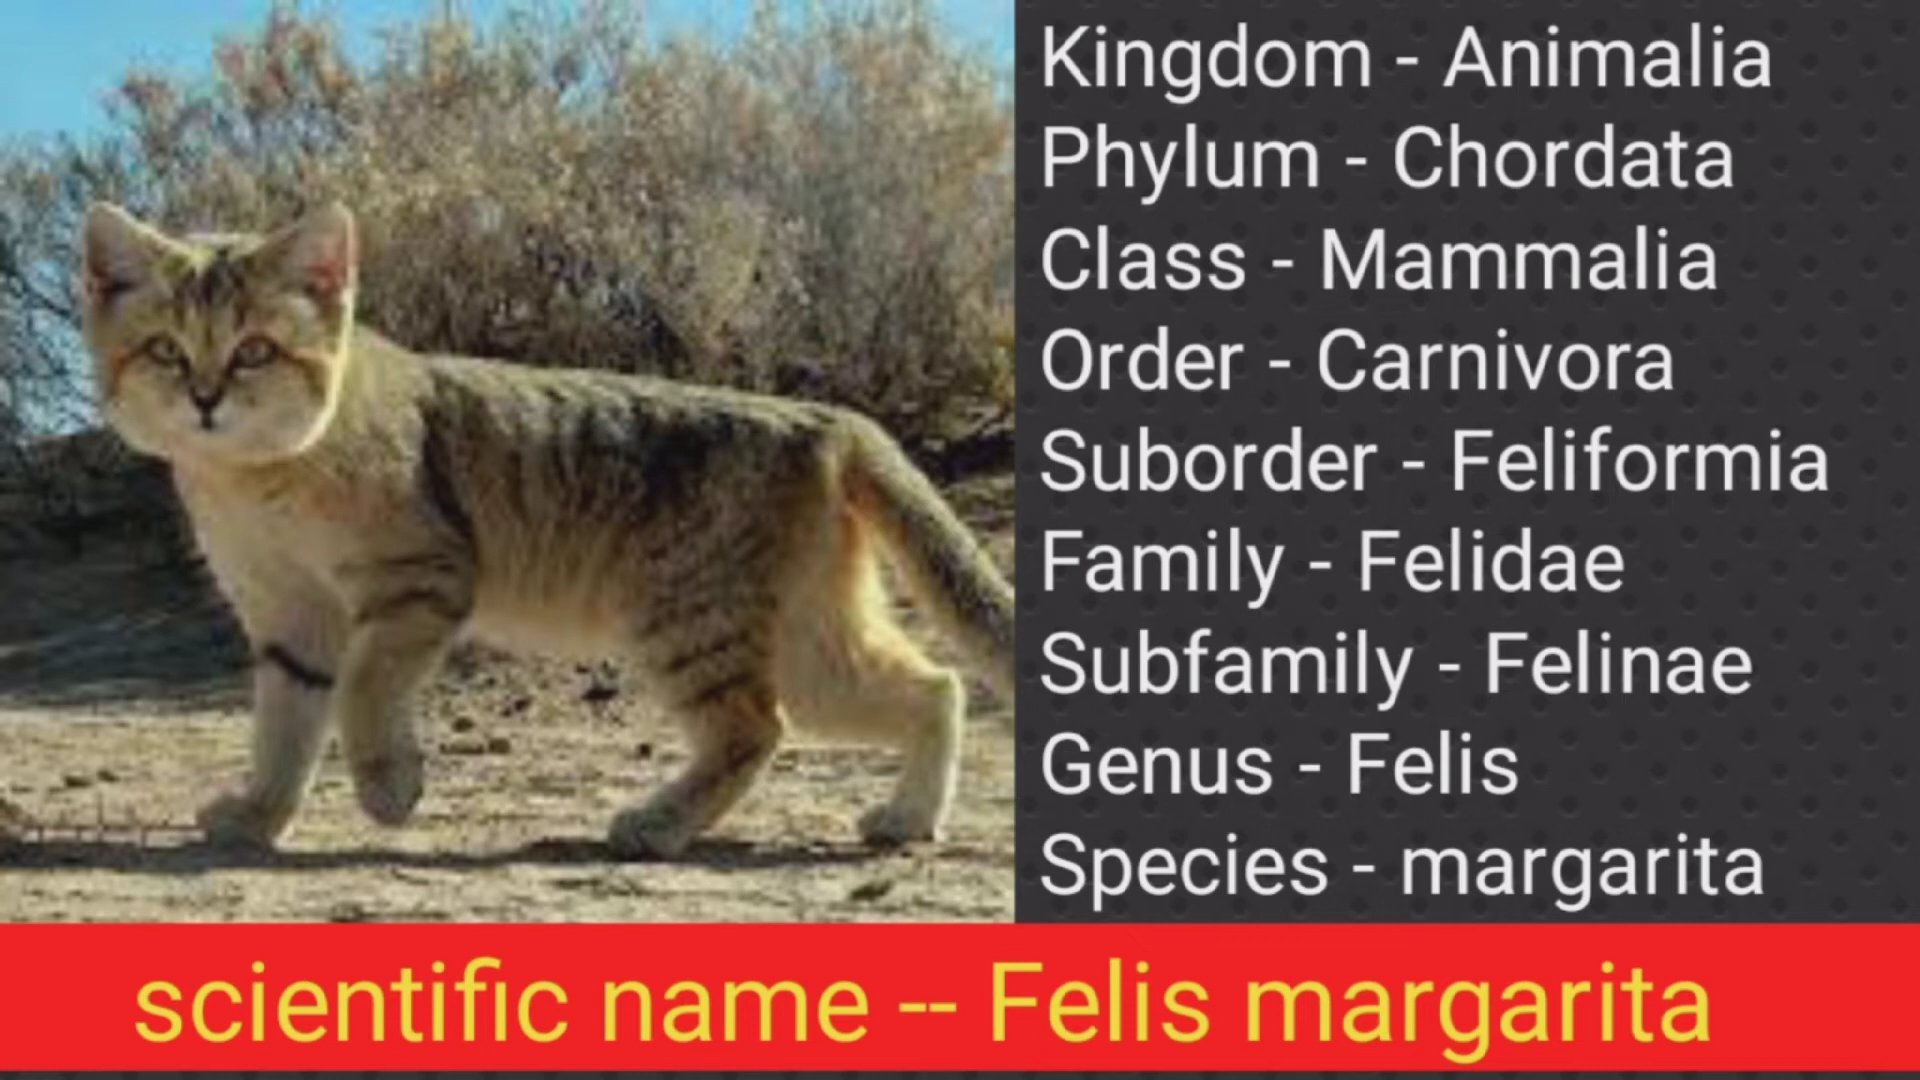 Kingdom - Animalia
Phylum - Chordata
Class - Mammalia
Order - Carnivora
Suborder - Feliformia
Family - Felidae
Subfamily - Felinae
Genus - Felis
Species - margarita
scientific name -- Felis margarita